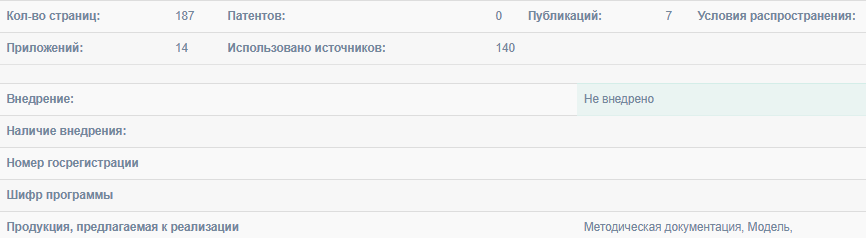 Кол-во страниц: 187 Патентов: 0 Публикаций: 7 Условия распространения:
Приложений: 14 Использовано источников: 140
Внедрение: Не внедрено
Наличие внедрения:
Номер госрегистрации
Шифр программы
Продукция, предлагаемая к реализации Методическая документация, Модель,